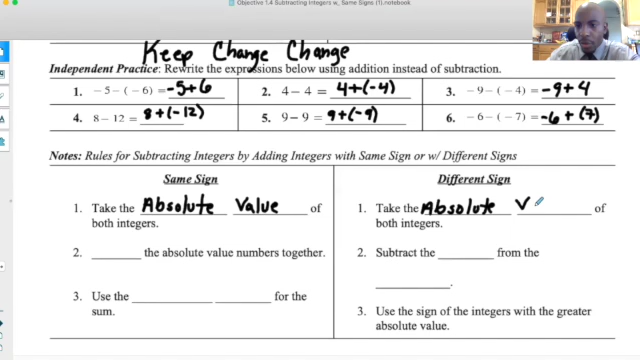 Objective 1.4 Subtracting Integers w_ Same Signs (1).notebook
Keep Change Change
Independent Practice: Rewrite the expressions below using addition instead of subtraction.
1. −5 − (−6) = −5+6
2. 4 − 4 = 4+(−4)
3. −9 − (−4) = −9+4
4. 8 − 12 = 8+(−12)
5. 9 − 9 = 9+(−9)
6. −6 − (−7) = −6+(7)
Notes: Rules for Subtracting Integers by Adding Integers with Same Sign or w/ Different Signs
Same Sign
1. Take the Absolute Value of
both integers.
2. ________ the absolute value numbers together.
3. Use the ________ ________ for the
sum.
Different Sign
1. Take the Absolute V of
both integers.
2. Subtract the ________ from the
________.
3. Use the sign of the integers with the greater
absolute value.